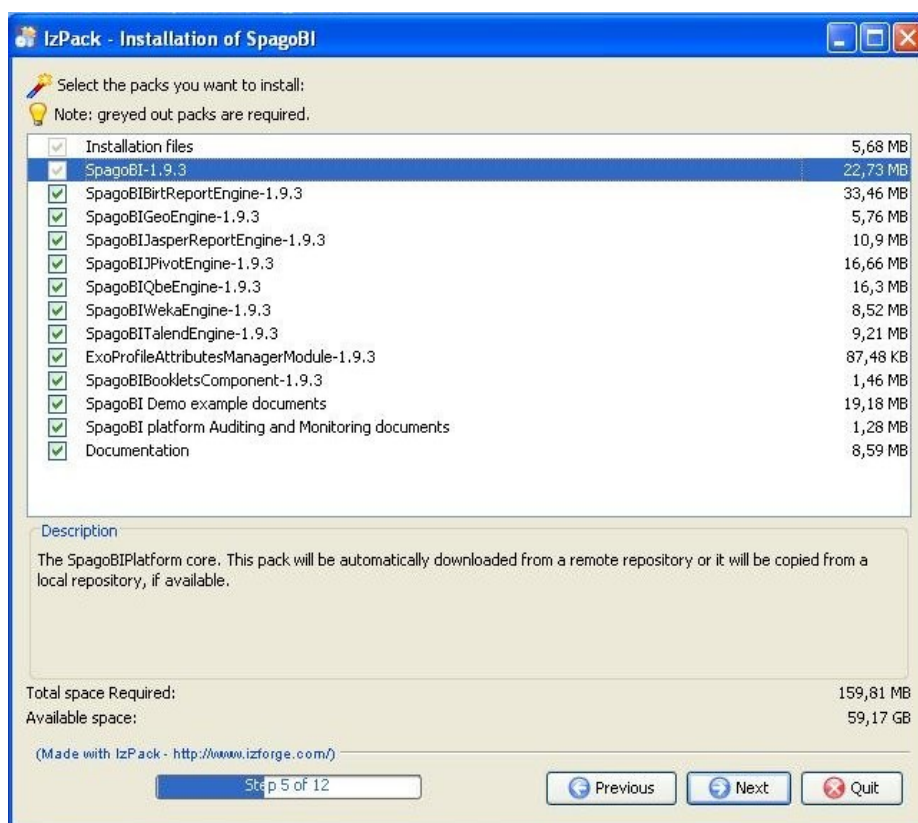 IzPack - Installation of SpagoBI
Select the packs you want to install:
Note: greyed out packs are required.
Installation files 5,68 MB
SpagoBI-1.9.3 22,73 MB
SpagoBIBirtReportEngine-1.9.3 33,46 MB
SpagoBIGeoEngine-1.9.3 5,76 MB
SpagoBIJasperReportEngine-1.9.3 10,9 MB
SpagoBIJPivotEngine-1.9.3 16,66 MB
SpagoBIQbeEngine-1.9.3 16,3 MB
SpagoBIWekaEngine-1.9.3 8,52 MB
SpagoBITalendEngine-1.9.3 9,21 MB
ExoProfileAttributesManagerModule-1.9.3 87,48 KB
SpagoBIBookletsComponent-1.9.3 1,46 MB
SpagoBI Demo example documents 19,18 MB
SpagoBI platform Auditing and Monitoring documents 1,28 MB
Documentation 8,59 MB
Description
The SpagoBIPlatform core. This pack will be automatically downloaded from a remote repository or it will be copied from a
local repository, if available.
Total space Required: 159,81 MB
Available space: 59,17 GB
(Made with IzPack - http://www.izforge.com/)
Step 5 of 12 Previous Next Quit